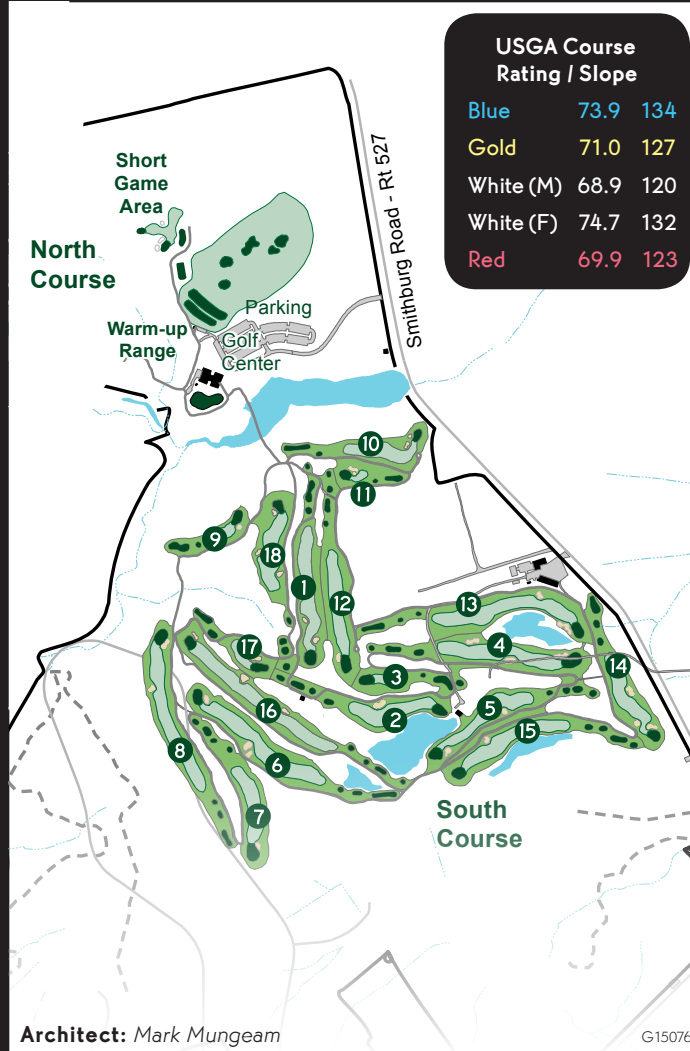 USGA Course
Rating / Slope
Blue 73.9 134
Gold 71.0 127
White (M) 68.9 120
White (F) 74.7 132
Red 69.9 123
Smithburg Road - Rt 527
Short
Game
Area
North
Course
Parking
Warm-up
Range
Golf
Center
10
11
9
18
1
12
13
17
3
4
14
16
2
5
15
8
6
7
South
Course
Architect: Mark Mungeam
G15076